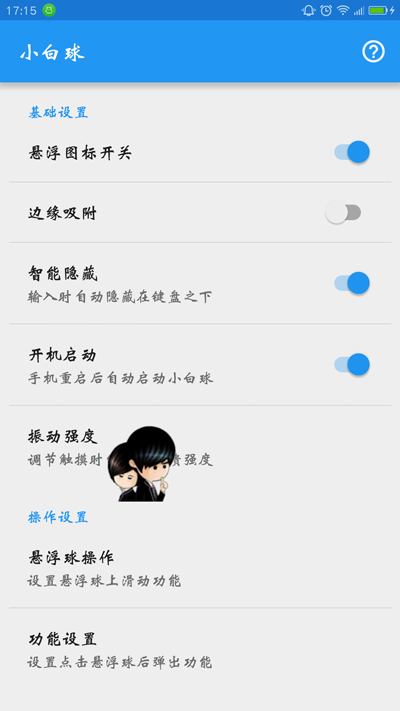 17:15
小白球
基础设置
悬浮图标开关
边缘吸附
智能隐藏
输入时自动隐藏在键盘之下
开机启动
手机重启后自动启动小白球
振动强度
调节触摸时 馈强度
操作设置
悬浮球操作
设置悬浮球上滑动功能
功能设置
设置点击悬浮球后弹出功能